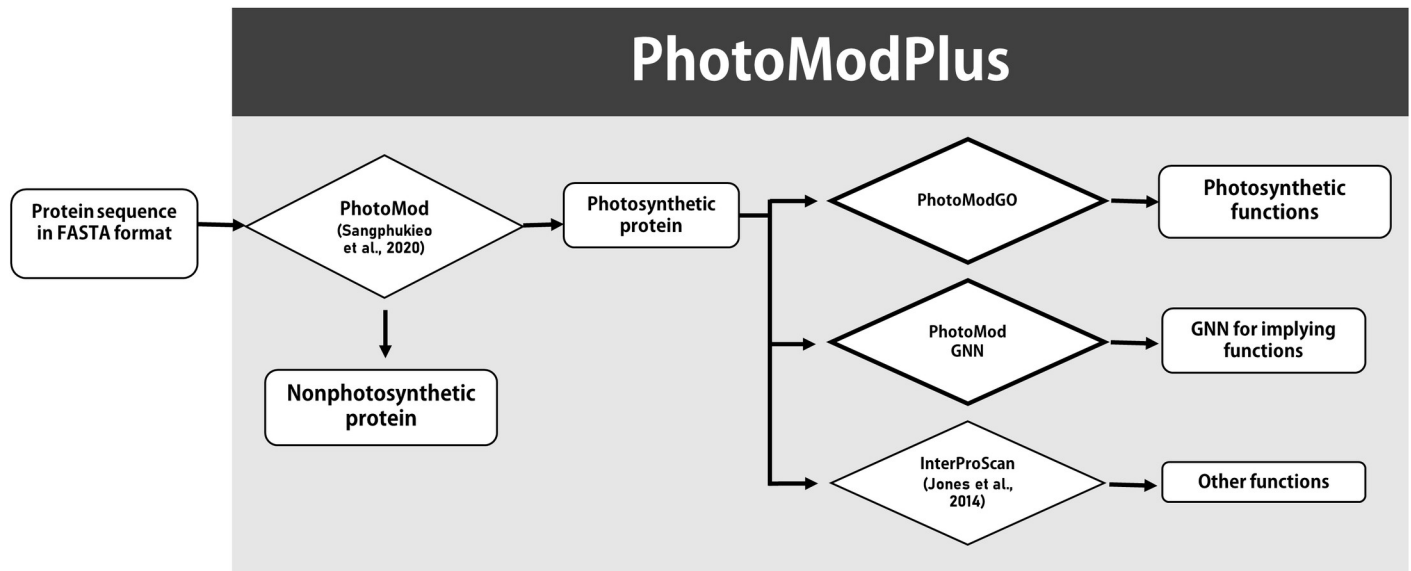 PhotoModPlus
Protein sequence
in FASTA format
PhotoMod
(Sangphukieo
et al., 2020)
Nonphotosynthetic
protein
Photosynthetic
protein
PhotoModGO
Photosynthetic
functions
PhotoMod
GNN
GNN for implying
functions
InterProScan
(Jones et al.,
2014)
Other functions